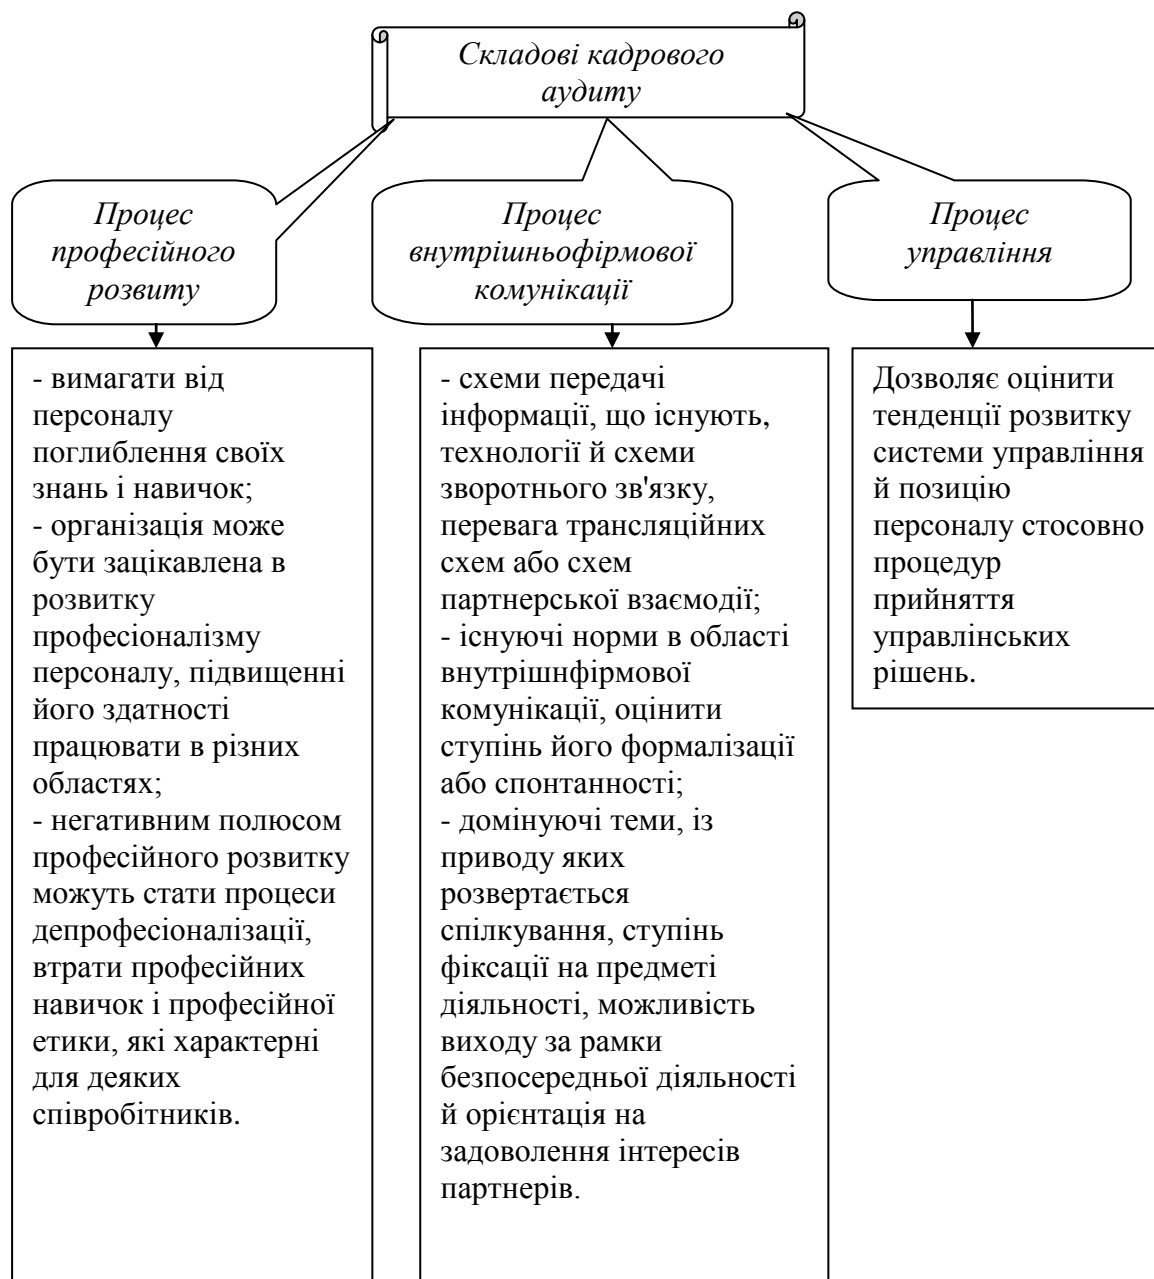 Складові кадрового
аудиту
Процес
професійного
розвиту
Процес
внутрішньофірмової
комунікації
Процес
управління
- вимагати від
персоналу
поглиблення своїх
знань і навичок;
- організація може
бути зацікавлена в
розвитку
професіоналізму
персоналу, підвищенні
його здатності
працювати в різних
областях;
- негативним полюсом
професійного розвитку
можуть стати процеси
депрофесіоналізації,
втрати професійних
навичок і професійної
етики, які характерні
для деяких
співробітників.
- схеми передачі
інформації, що існують,
технології й схеми
зворотнього зв'язку,
перевага трансляційних
схем або схем
партнерської взаємодії;
- існуючі норми в області
внутрішнфірмової
комунікації, оцінити
ступінь його формалізації
або спонтанності;
- домінуючі теми, із
приводу яких
розвертається
спілкування, ступінь
фіксації на предметі
діяльності, можливість
виходу за рамки
безпосередньої діяльності
й орієнтація на
задоволення інтересів
партнерів.
Дозволяє оцінити
тенденції розвитку
системи управління
й позицію
персоналу стосовно
процедур
прийняття
управлінських
рішень.